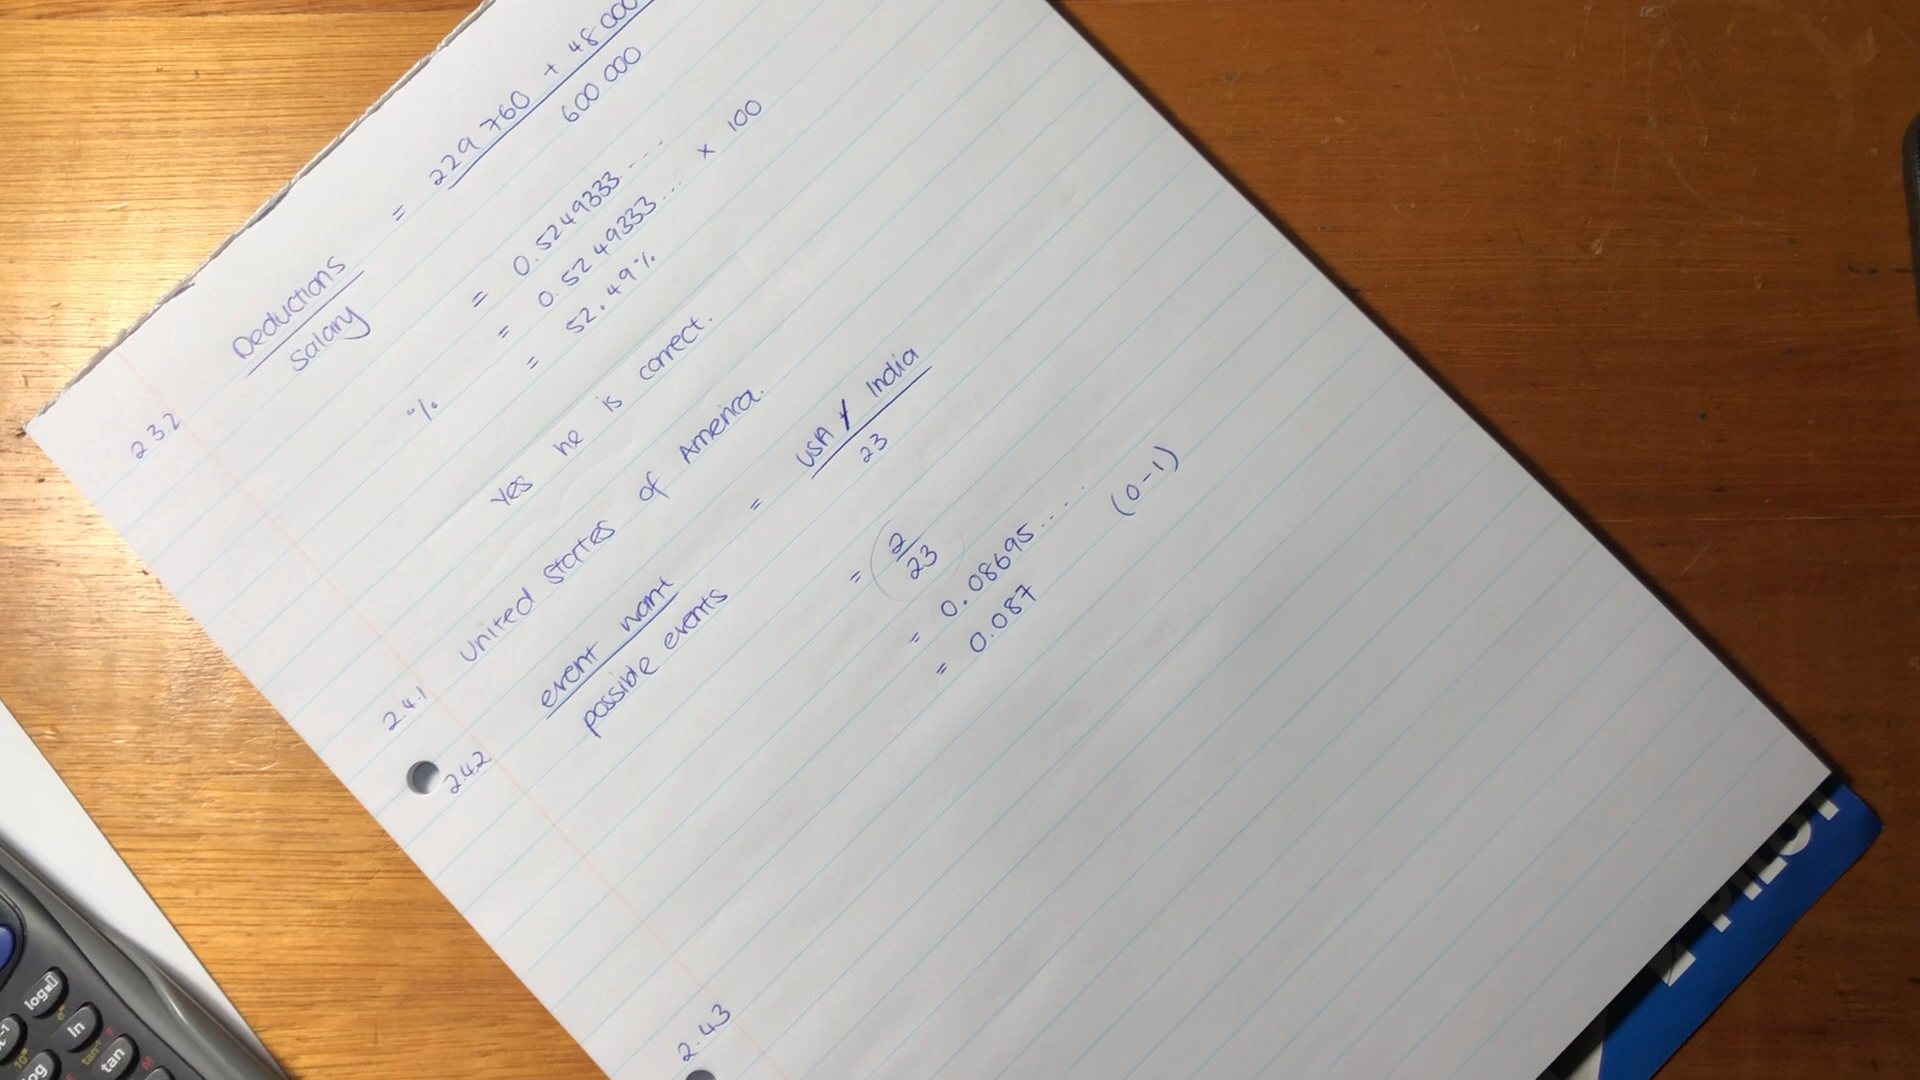 2.3.2 Deductions = 229 760 + 48 000
Salary 600 000
= 0.5249333....
% = 0.5249333... × 100
= 52.49%
Yes he is correct.
2.4.1 United States of America.
2.4.2 event want = USA / India
possible events 23
= 2
23
= 0.08695....
= 0.087 (0-1)
2.4.3
PILOT
log
ln
tan